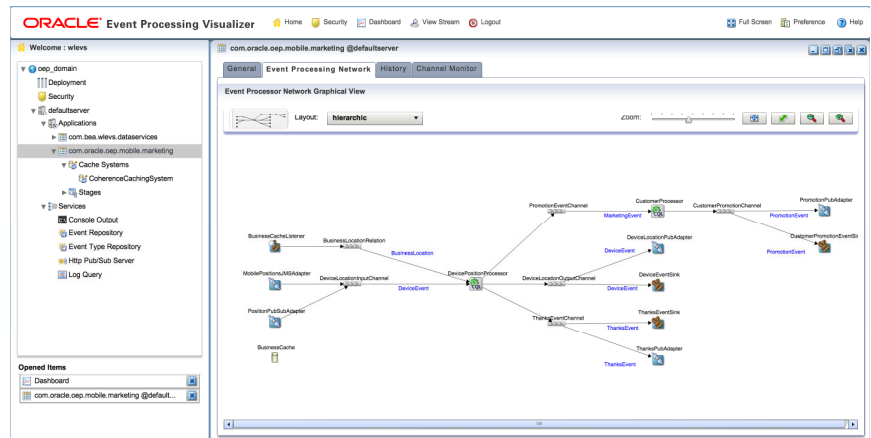 ORACLE® Event Processing Visualizer
Home Security Dashboard View Stream Logout Full Screen Preference Help
Welcome : wlevs
oep_domain
Deployment
Security
defaultserver
Applications
com.bea.wlevs.dataservices
com.oracle.oep.mobile.marketing
Cache Systems
CoherenceCachingSystem
Stages
Services
Console Output
Event Repository
Event Type Repository
Http Pub/Sub Server
Log Query
Opened Items
Dashboard
com.oracle.oep.mobile.marketing @default...
com.oracle.oep.mobile.marketing @defaultserver
General Event Processing Network History Channel Monitor
Event Processor Network Graphical View
Layout: hierarchic Zoom:
PromotionEventChannel
MarketingEvent
CustomerProcessor
CQL
CustomerPromotionChannel
PromotionPubAdapter
PromotionEvent
CustomerPromotionEventSi
PromotionEvent
BusinessCacheListener
BusinessLocationRelation
BusinessLocation
DeviceLocationPubAdapter
DeviceEvent
MobilePositionsJMSAdapter
DeviceLocationInputChannel
DeviceEvent
DevicePositionProcessor
CQL
DeviceLocationOutputChannel
DeviceEventSink
DeviceEvent
PositionPubSubAdapter
ThanksEventChannel
ThanksEventSink
ThanksEvent
BusinessCache
ThanksPubAdapter
ThanksEvent